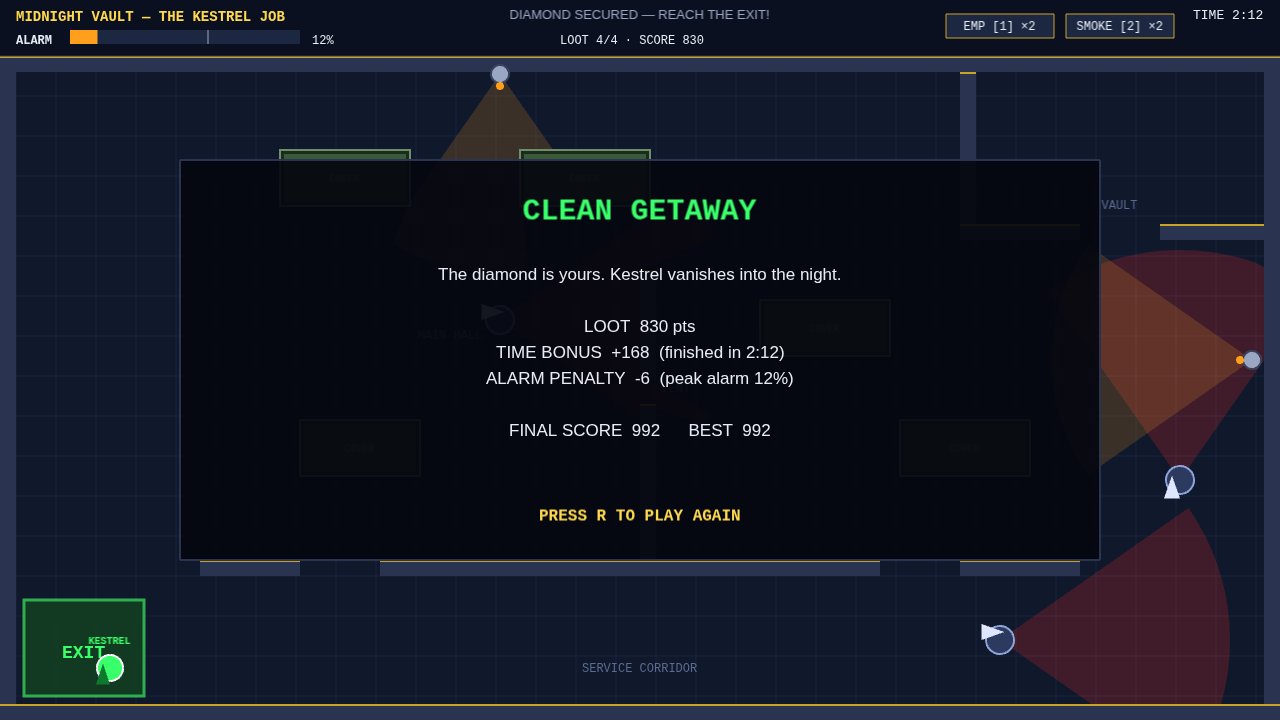 MIDNIGHT VAULT — THE KESTREL JOB
DIAMOND SECURED — REACH THE EXIT!
EMP [1] ×2
SMOKE [2] ×2
TIME 2:12
ALARM
12%
LOOT 4/4 · SCORE 830
VAULT
CLEAN GETAWAY
The diamond is yours. Kestrel vanishes into the night.
MAIN HALL
LOOT 830 pts
TIME BONUS +168 (finished in 2:12)
ALARM PENALTY -6 (peak alarm 12%)
FINAL SCORE 992 BEST 992
PRESS R TO PLAY AGAIN
KESTREL
EXIT
SERVICE CORRIDOR